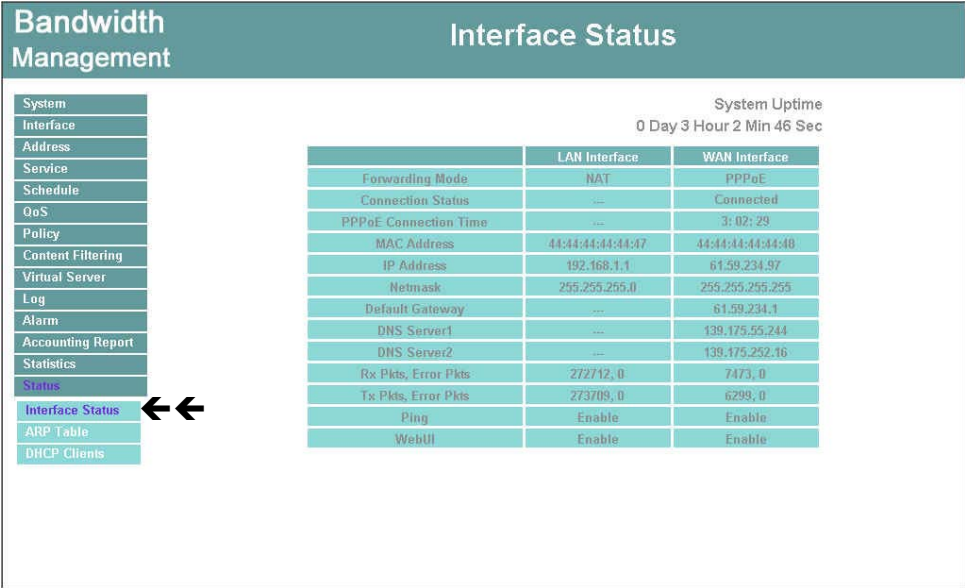 Bandwidth
Management
Interface Status
System
Interface
Address
Service
Schedule
QoS
Policy
Content Filtering
Virtual Server
Log
Alarm
Accounting Report
Statistics
Status
Interface Status
ARP Table
DHCP Clients
System Uptime
0 Day 3 Hour 2 Min 46 Sec
LAN Interface WAN Interface
Forwarding Mode NAT PPPoE
Connection Status --- Connected
PPPoE Connection Time --- 3: 02: 29
MAC Address 44:44:44:44:44:47 44:44:44:44:44:48
IP Address 192.168.1.1 61.59.234.97
Netmask 255.255.255.0 255.255.255.255
Default Gateway --- 61.59.234.1
DNS Server1 --- 139.175.55.244
DNS Server2 --- 139.175.252.16
Rx Pkts, Error Pkts 272712, 0 7473, 0
Tx Pkts, Error Pkts 273709, 0 6299, 0
Ping Enable Enable
WebUI Enable Enable